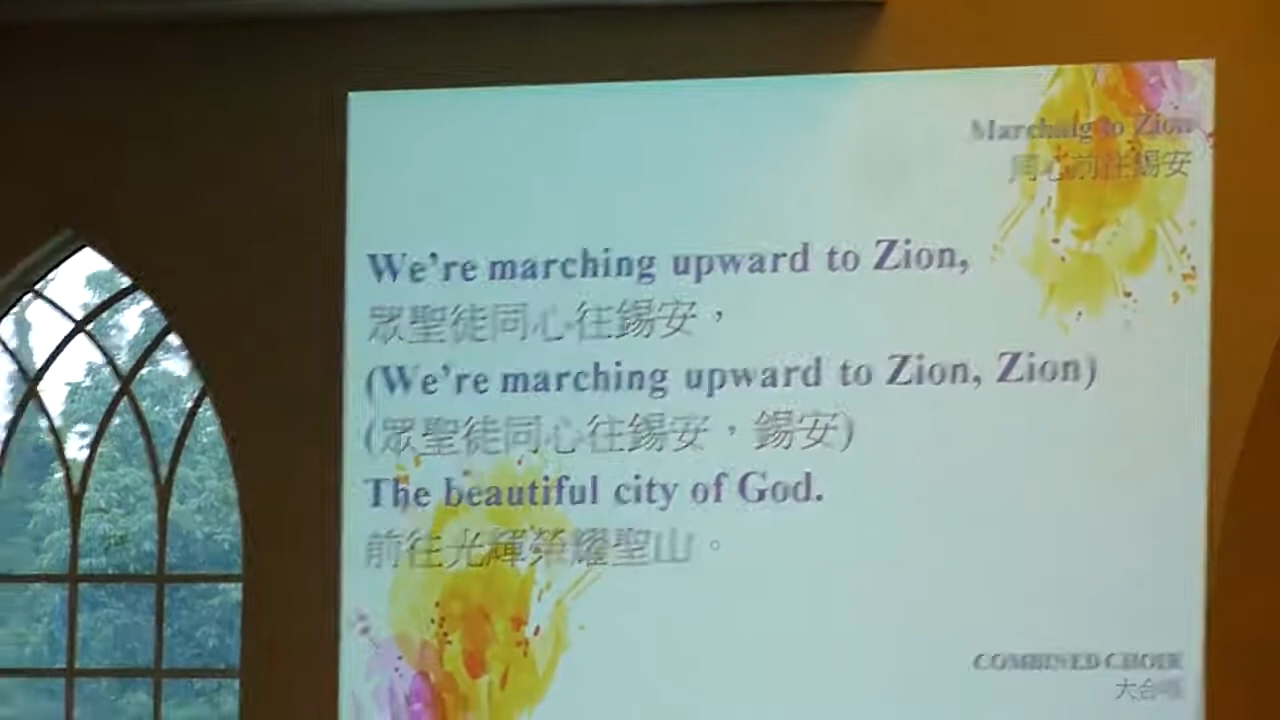 Marching to Zion
同心前往錫安
We're marching upward to Zion,
眾聖徒同心往錫安，
(We're marching upward to Zion, Zion)
(眾聖徒同心往錫安，錫安)
The beautiful city of God.
前往光輝榮耀聖山。
COMBINED CHOIR
大合唱